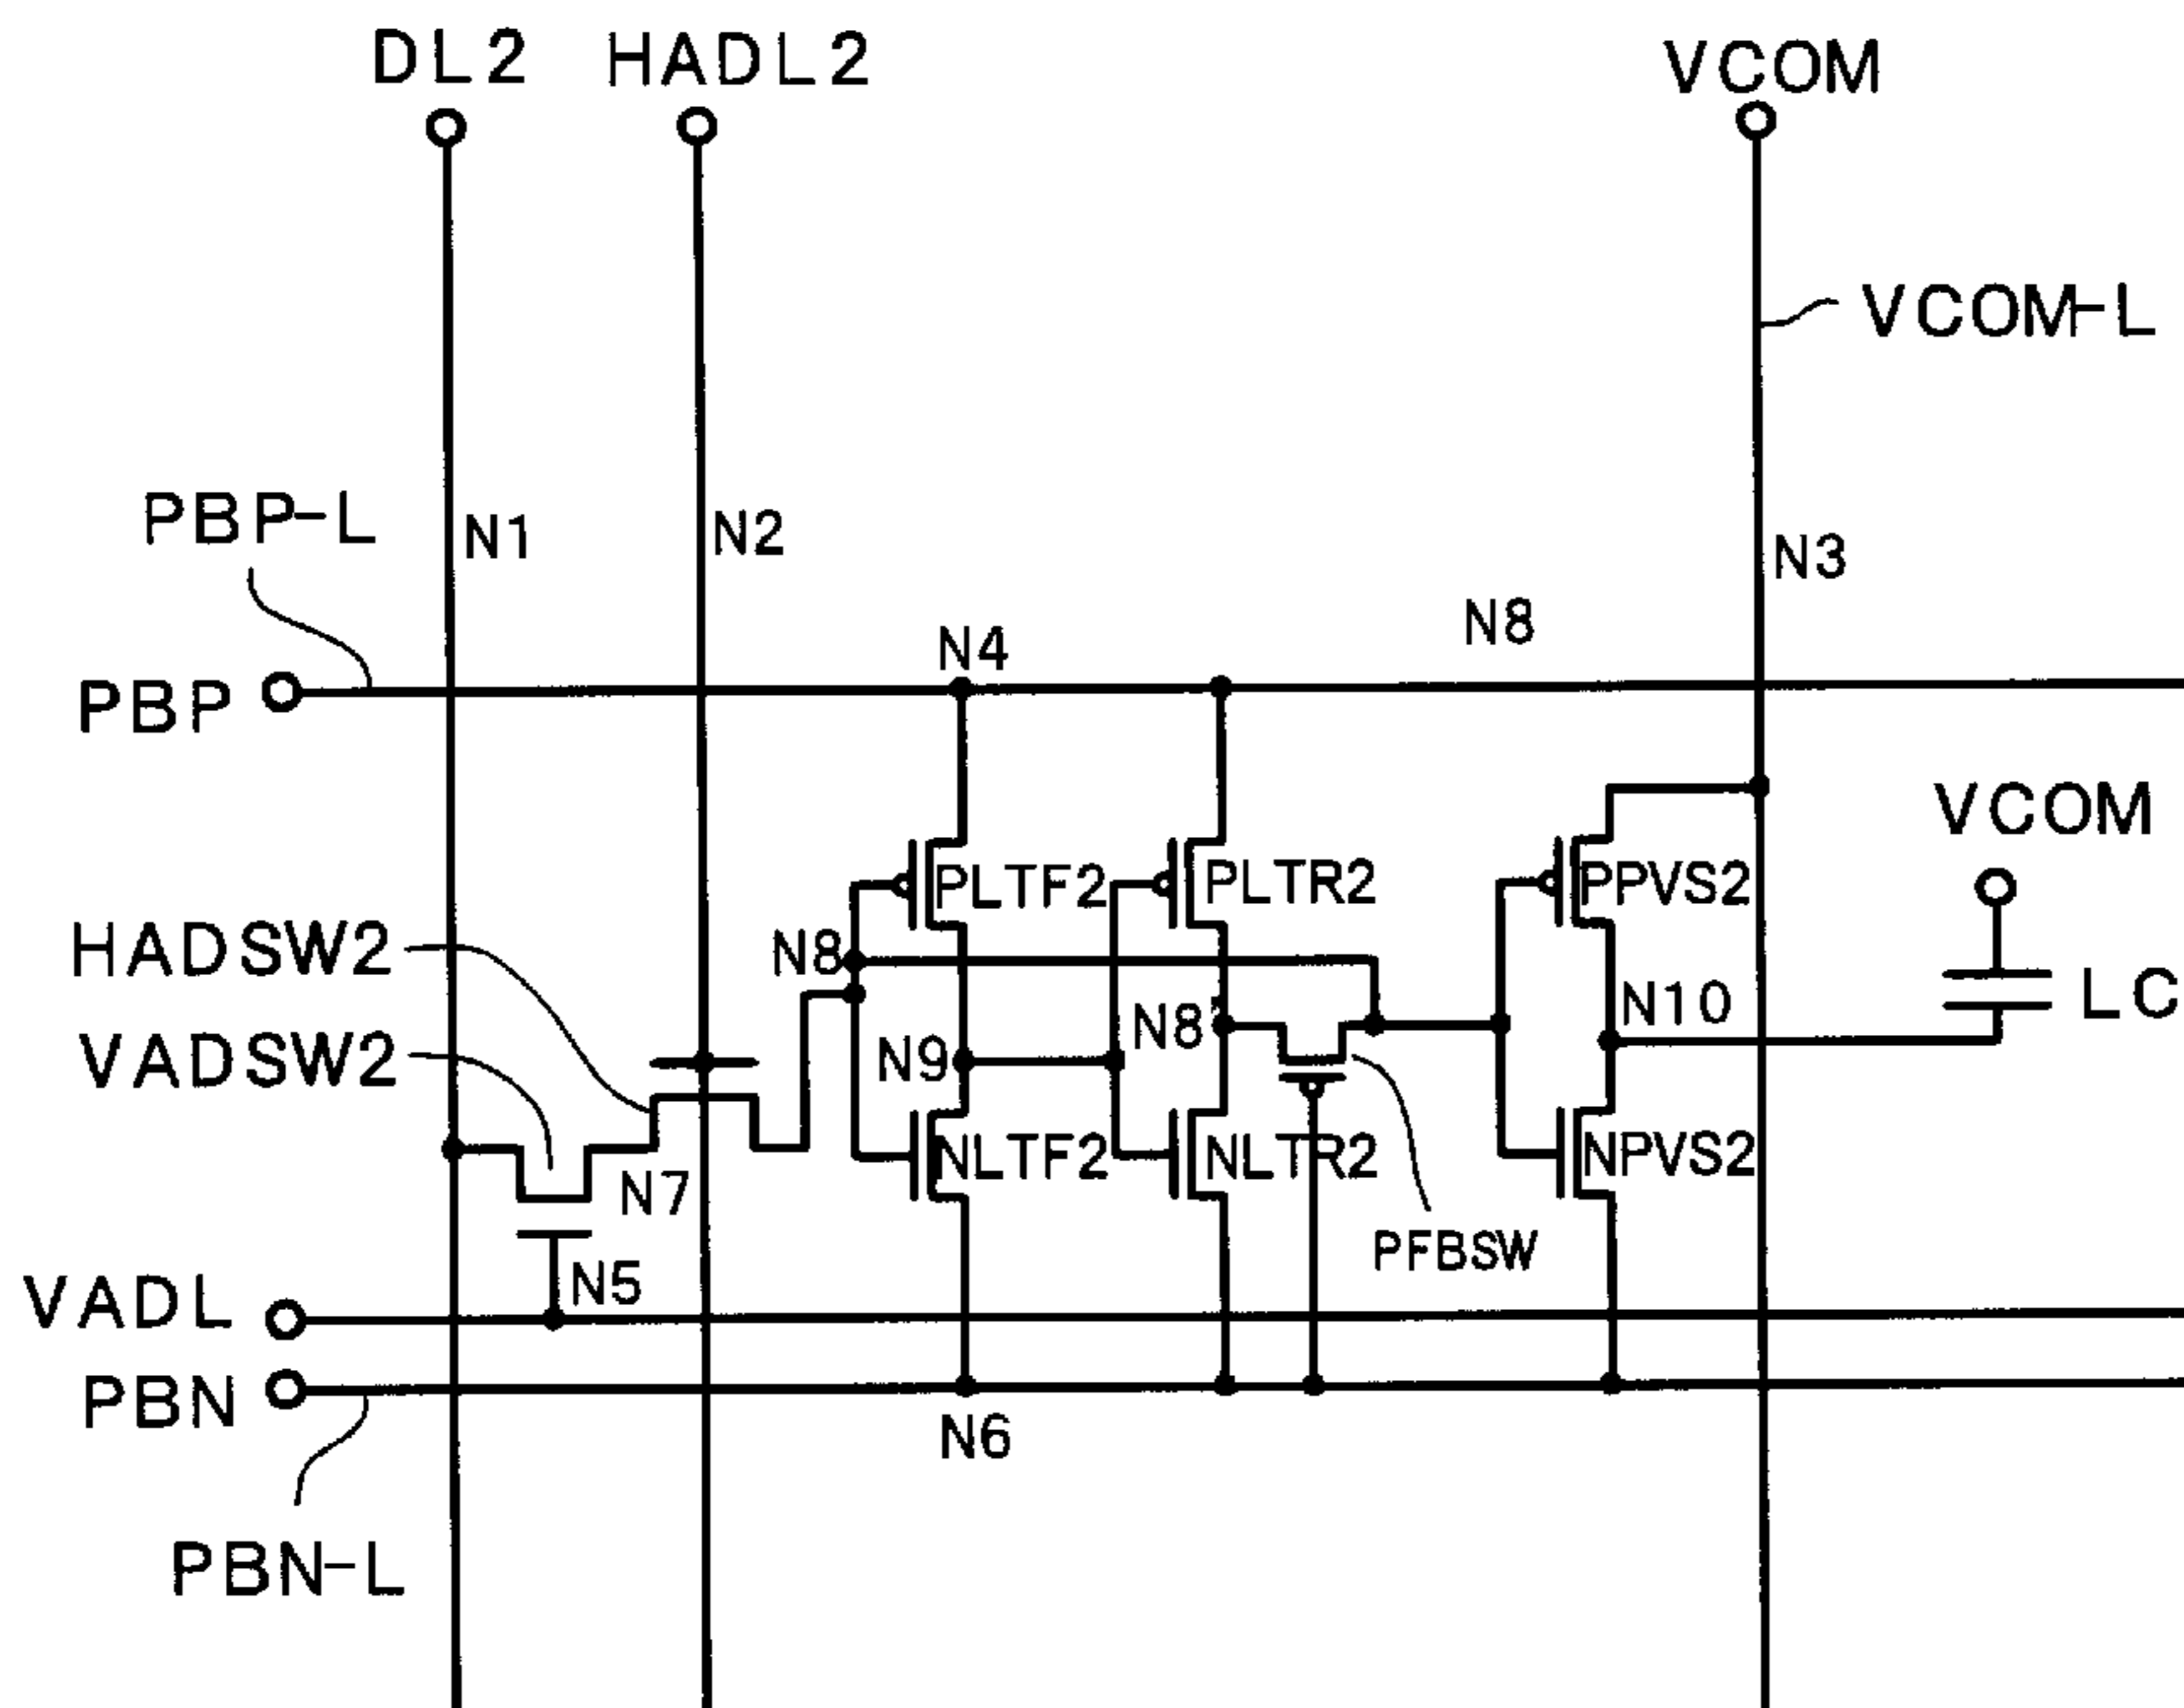 DL2
HADL2
VCOM
VCOM-L
PBP-L
N1
N2
N3
N8
N4
PBP
VCOM
PLTF2
PLTR2
PPVS2
HADSW2
N8
LC
N10
N8'
VADSW2
N9
NLTF2
NLTR2
NPVS2
N7
PFBSW
N5
VADL
PBN
N6
PBN-L